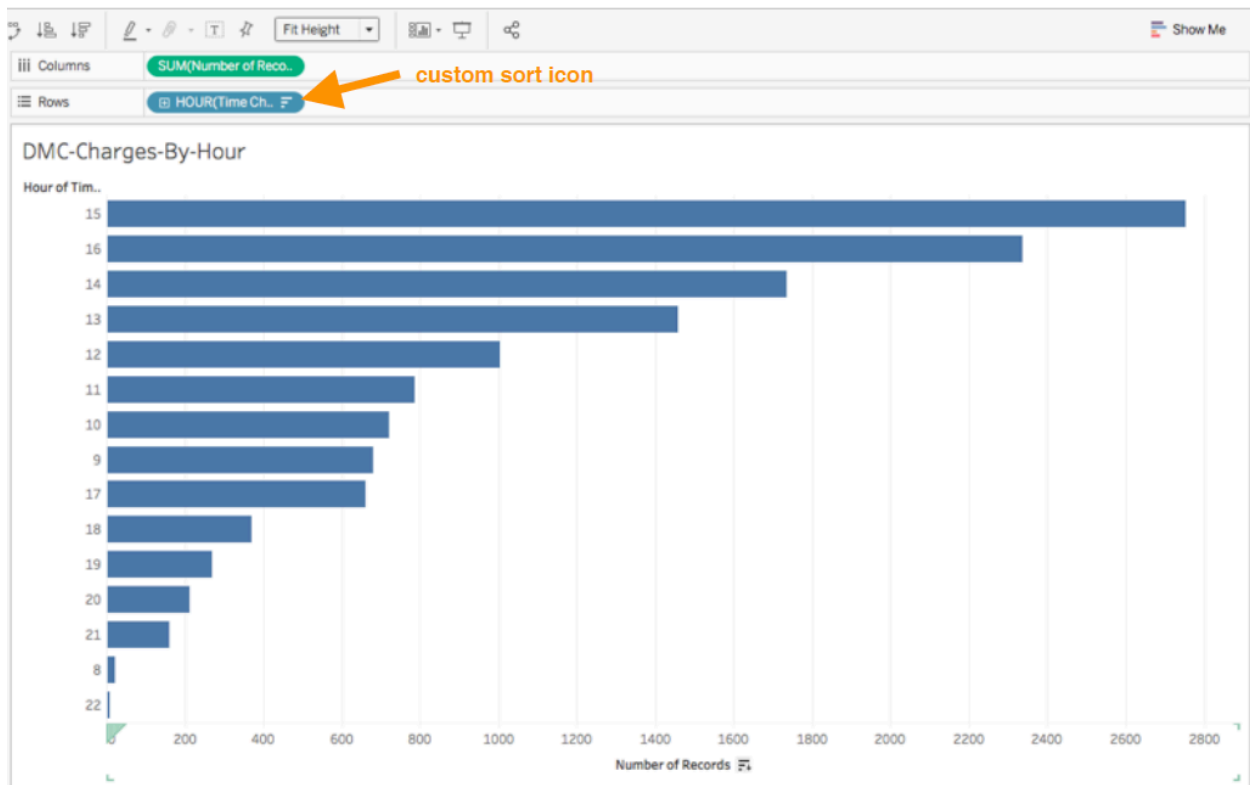 T Fit Height Show Me
Columns SUM(Number of Reco..
custom sort icon
Rows HOUR(Time Ch..
DMC-Charges-By-Hour
Hour of Tim..
15
16
14
13
12
11
10
9
17
18
19
20
21
8
22
0 200 400 600 800 1000 1200 1400 1600 1800 2000 2200 2400 2600 2800
Number of Records